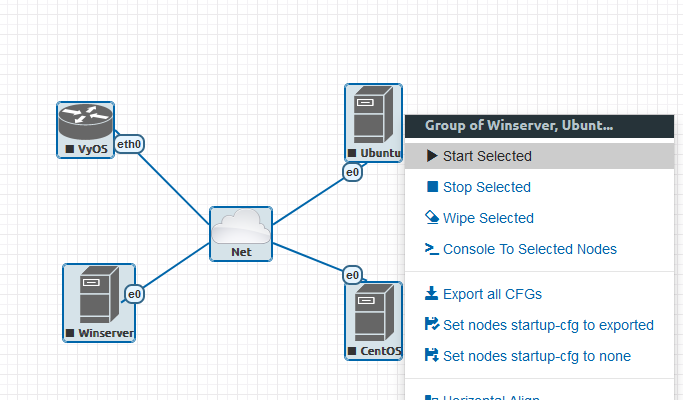 VyOS
eth0
Ubuntu
e0
Net
Winserver
e0
e0
CentOS
Group of Winserver, Ubunt...
Start Selected
Stop Selected
Wipe Selected
Console To Selected Nodes
Export all CFGs
Set nodes startup-cfg to exported
Set nodes startup-cfg to none
Horizontal Align